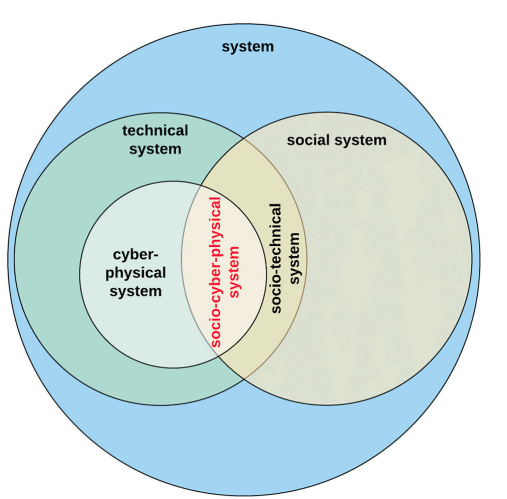 system
technical
system
social system
cyber-
physical
system
socio-cyber-physical
system
socio-technical
system